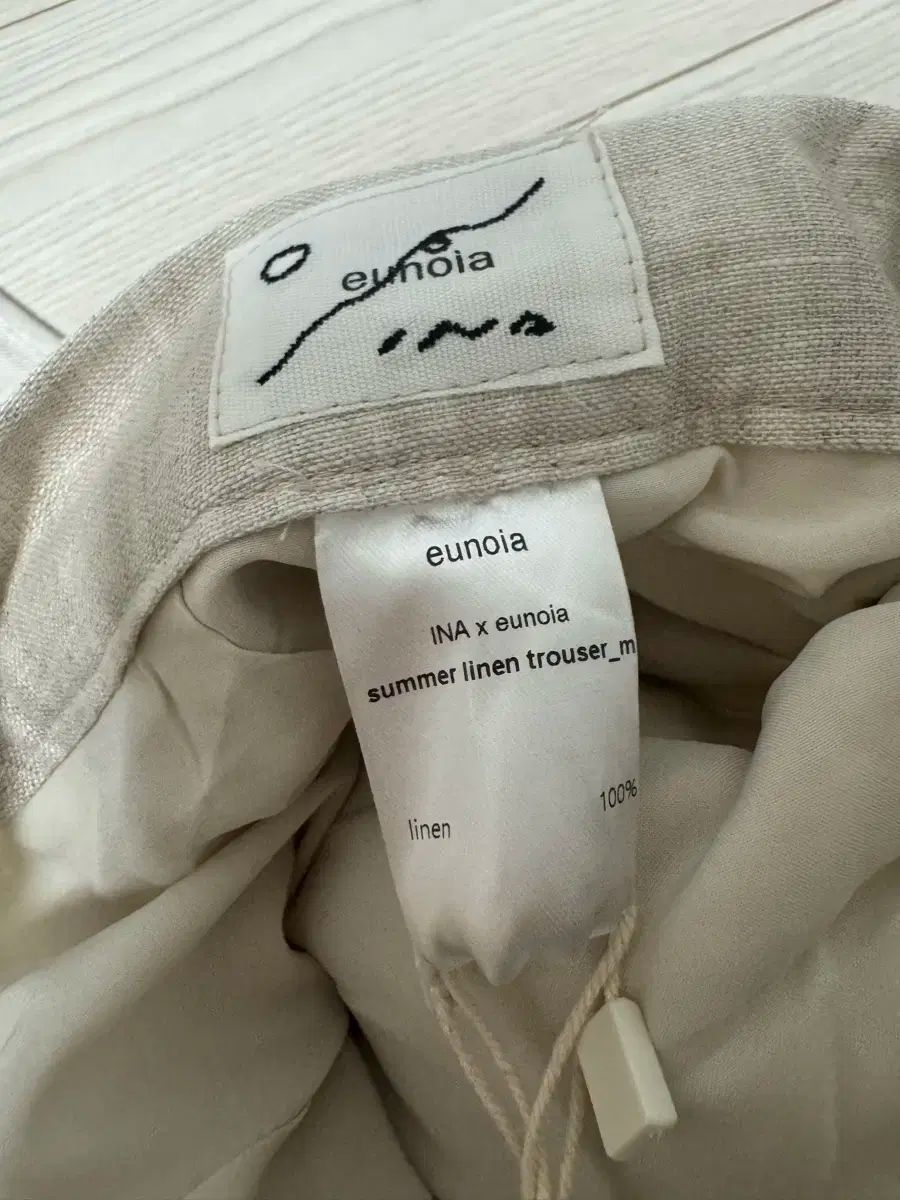 eunoia
INA
eunoia
INA x eunoia
summer linen trouser_m
linen 100%